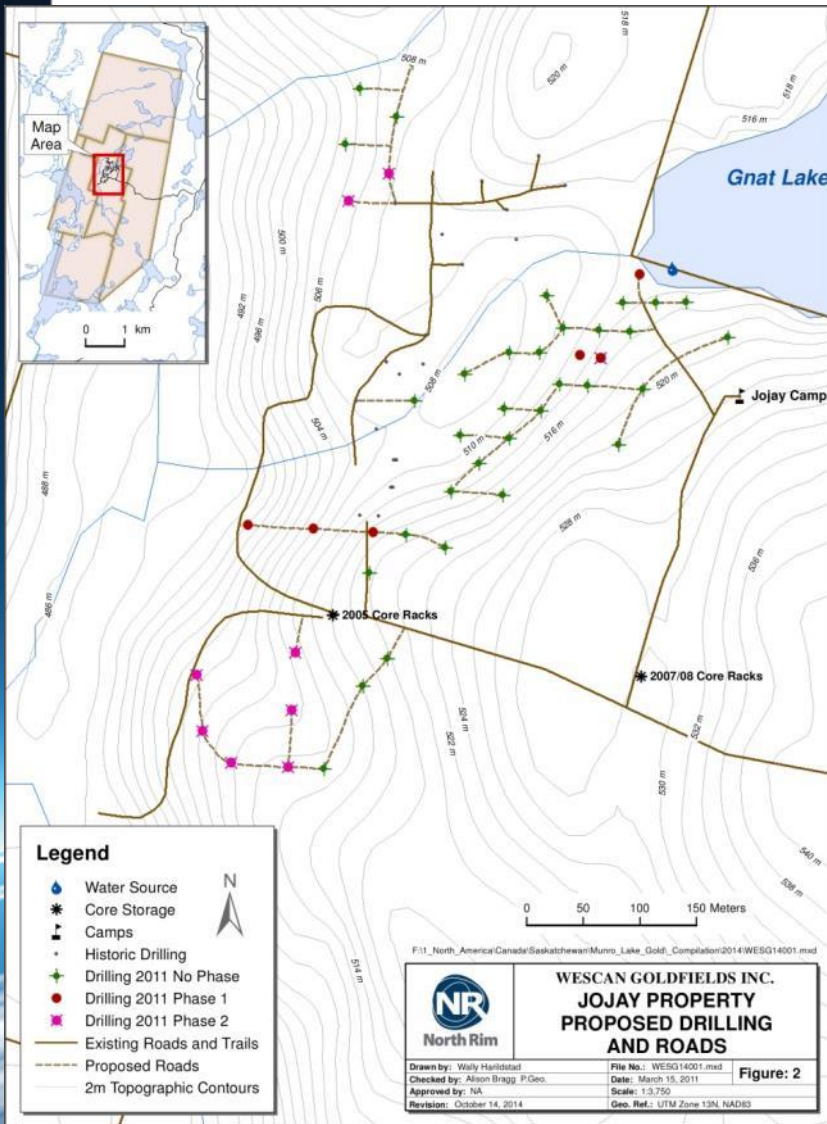 Map
Area
0 1 km
508 m
518 m
520 m
518 m
516 m
Gnat Lake
500 m
506 m
492 m
496 m
508 m
504 m
520 m
Jojay Camp
510 m
516 m
488 m
528 m
536 m
486 m
2005 Core Racks
2007/08 Core Racks
524 m
522 m
532 m
530 m
540 m
538 m
514 m
Legend
Water Source
Core Storage
Camps
Historic Drilling
Drilling 2011 No Phase
Drilling 2011 Phase 1
Drilling 2011 Phase 2
Existing Roads and Trails
Proposed Roads
2m Topographic Contours
N
0 50 100 150 Meters
F:\1_North_America\Canada\Saskatchewan\Munro_Lake_Gold\_Compilation\2014\WESG14001.mxd
NR
North Rim
WESCAN GOLDFIELDS INC.
JOJAY PROPERTY
PROPOSED DRILLING
AND ROADS
Drawn by: Wally Harildstad
Checked by: Alison Bragg P.Geo.
Approved by: NA
Revision: October 14, 2014
File No.: WESG14001.mxd
Date: March 15, 2011
Scale: 1:3,750
Geo. Ref.: UTM Zone 13N, NAD83
Figure: 2